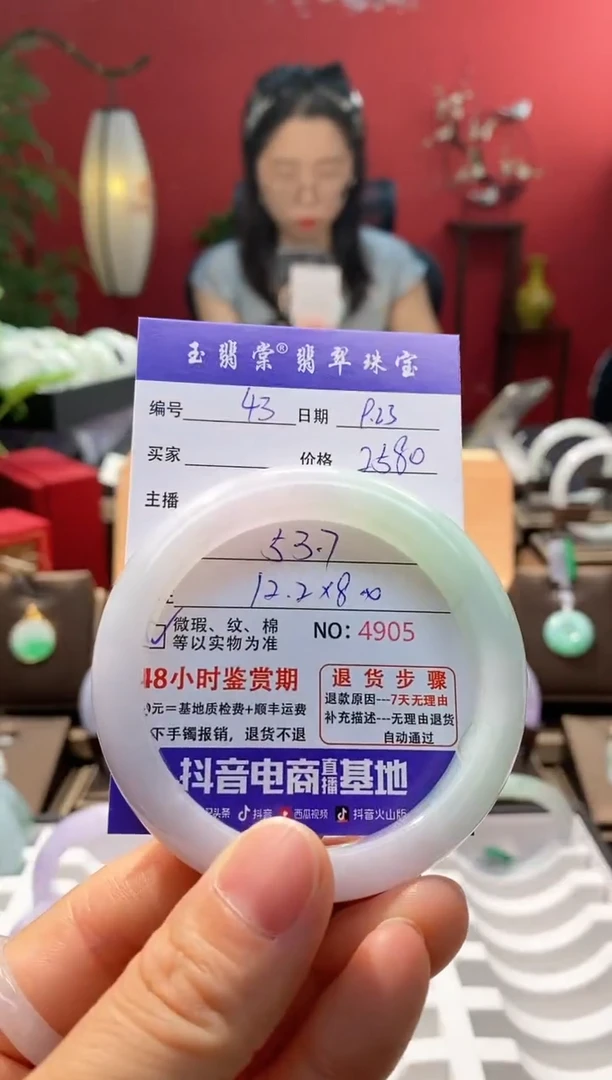 玉翡棠®翡翠珠宝
编号 43 日期 P.23
买家 价格 2580
主播
53.7
12.2×8
微瑕、纹、棉
等以实物为准
NO: 4905
48小时鉴赏期
元=基地质检费+顺丰运费
下手镯报销，退货不退
退货步骤
退款原因---7天无理由
补充描述---无理由退货
自动通过
抖音电商直播基地
头条 抖音 西瓜视频 抖音火山版